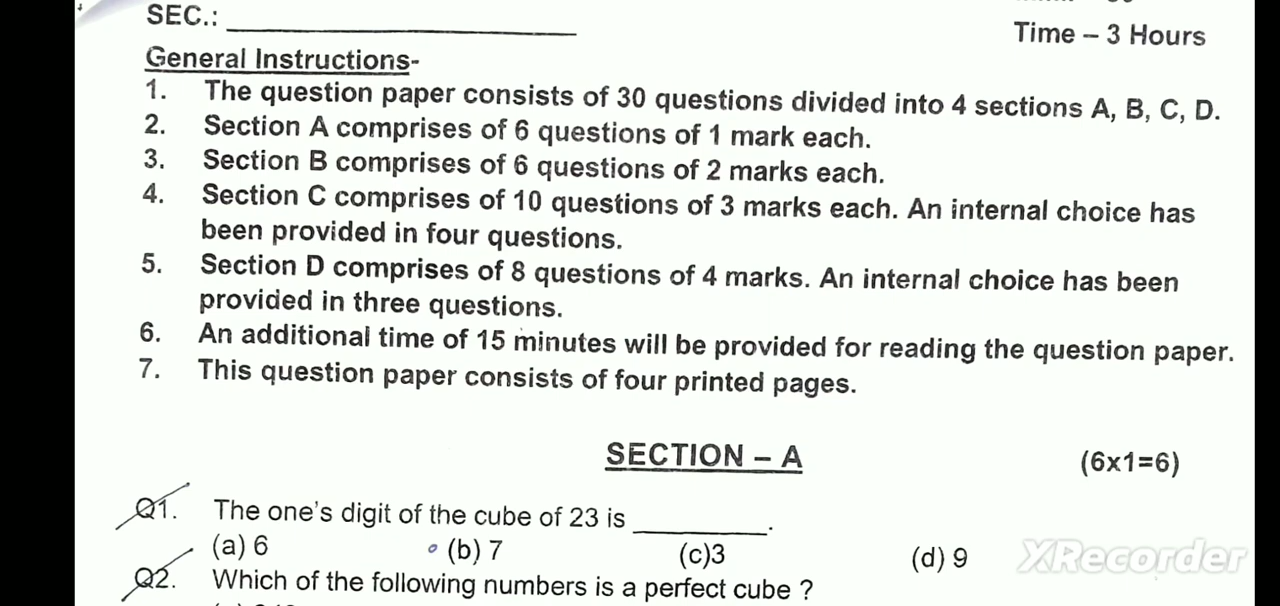 SEC.: ____________________
Time – 3 Hours
General Instructions-
1. The question paper consists of 30 questions divided into 4 sections A, B, C, D.
2. Section A comprises of 6 questions of 1 mark each.
3. Section B comprises of 6 questions of 2 marks each.
4. Section C comprises of 10 questions of 3 marks each. An internal choice has
been provided in four questions.
5. Section D comprises of 8 questions of 4 marks. An internal choice has been
provided in three questions.
6. An additional time of 15 minutes will be provided for reading the question paper.
7. This question paper consists of four printed pages.
SECTION – A (6x1=6)
Q1. The one's digit of the cube of 23 is ________.
(a) 6 (b) 7 (c)3 (d) 9
XRecorder
Q2. Which of the following numbers is a perfect cube ?